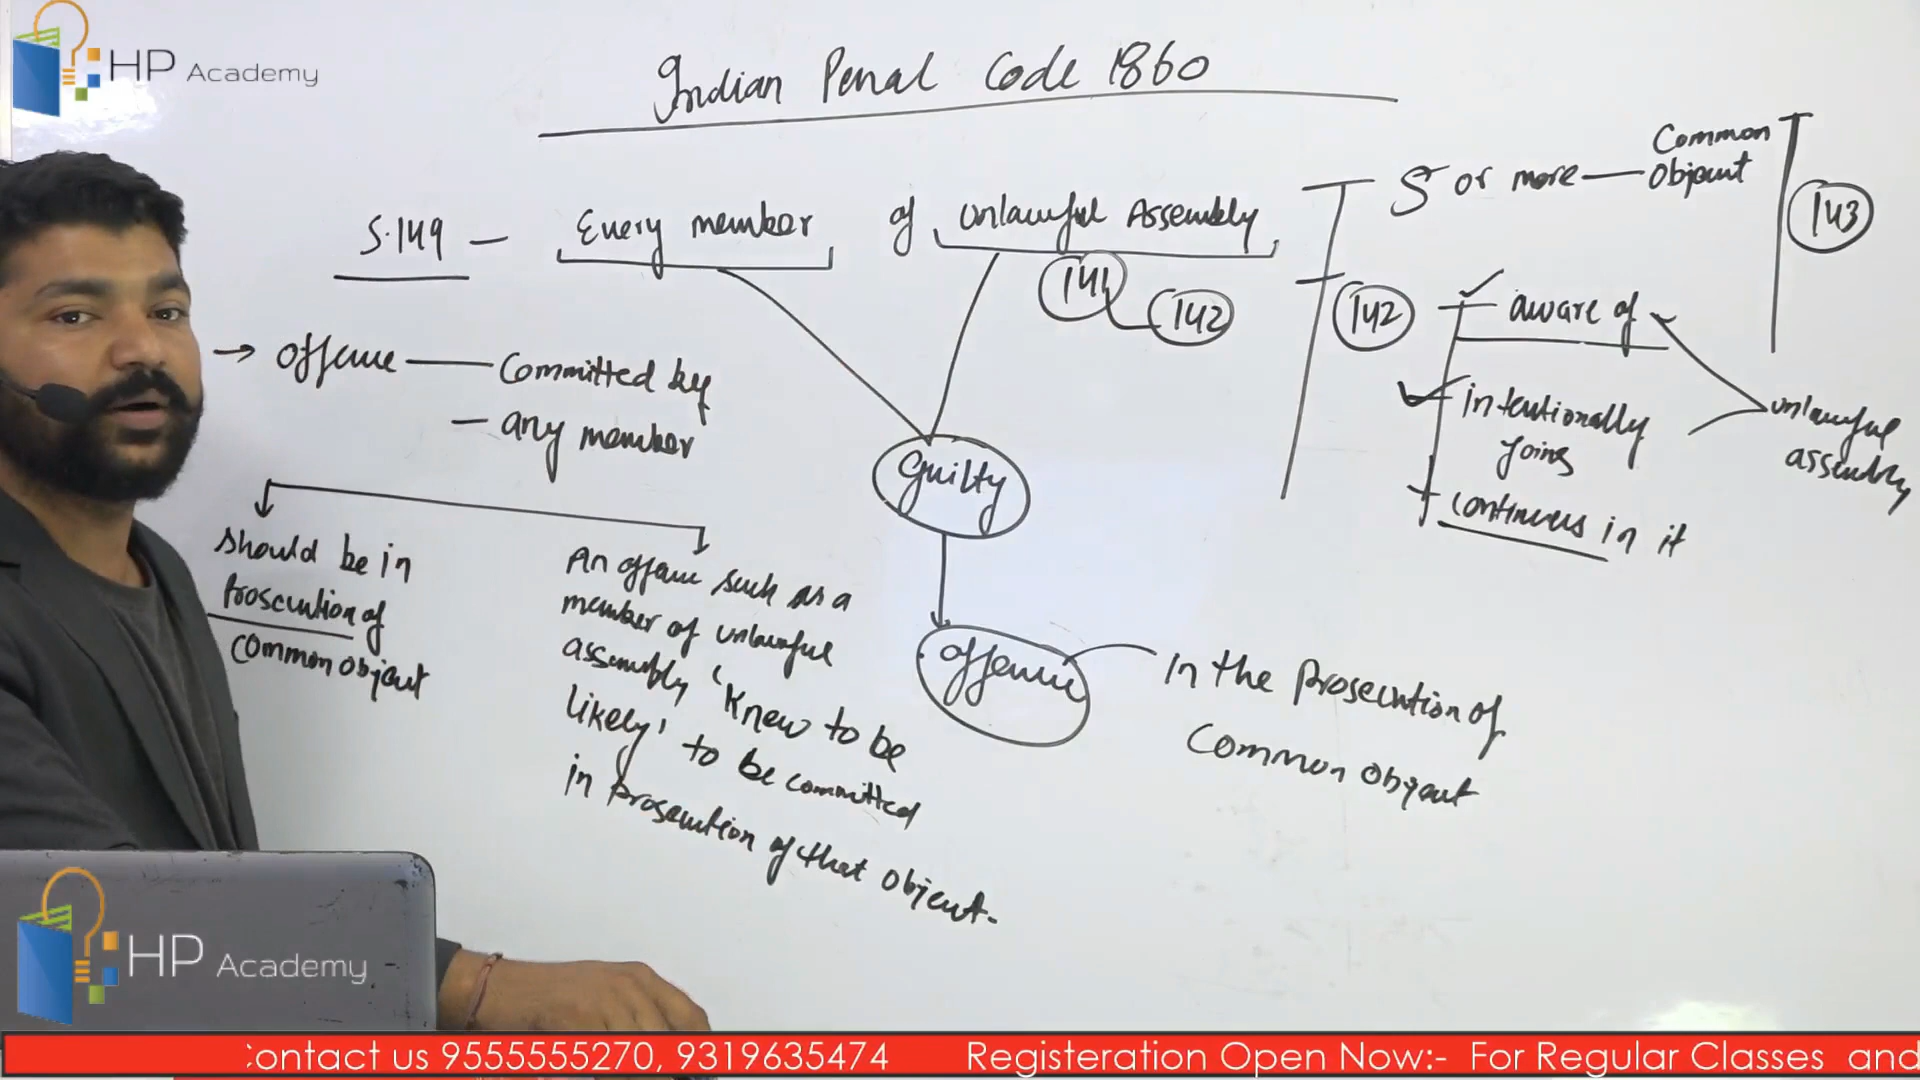 HP Academy
Indian Penal Code 1860
S.149 — Every member of unlawful Assembly
141 142
5 or more — Common
Object
143
142
aware of
intentionally
joins
continues in it
unlawful
assembly
→ offence — Committed by
— any member
should be in
Prosecution of
Common object
An offence such as a
member of unlawful
assembly 'Knew to be
likely' to be committed
in Prosecution of that object.
Guilty
offence
In the Prosecution of
Common object
HP Academy
Contact us 9555555270, 9319635474 Registeration Open Now:- For Regular Classes and